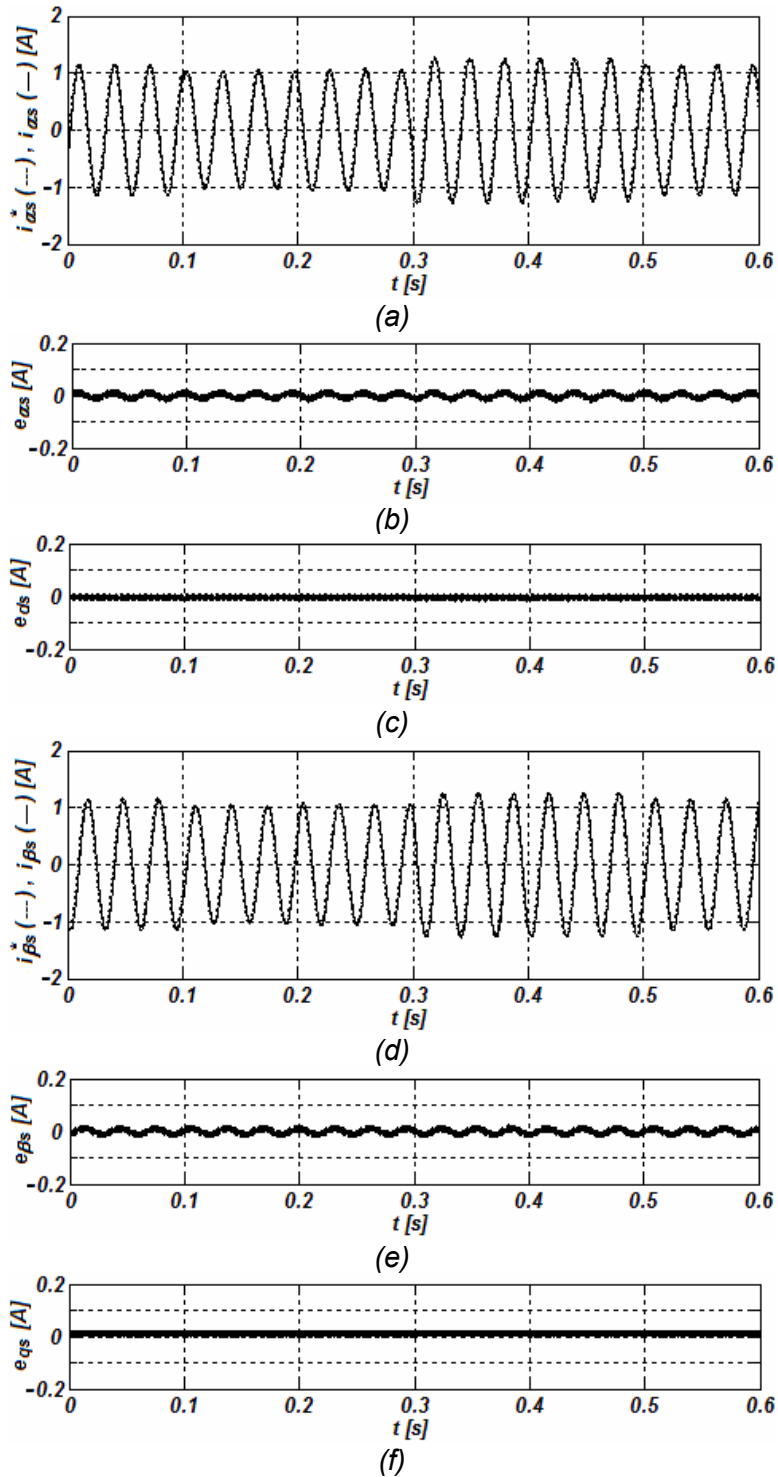 2
1
0
−1
−2
i*αs (---) , iαs (—) [A]
0 0.1 0.2 0.3 0.4 0.5 0.6
t [s]
(a)
0.2
0
−0.2
eαs [A]
0 0.1 0.2 0.3 0.4 0.5 0.6
t [s]
(b)
0.2
0
−0.2
eds [A]
0 0.1 0.2 0.3 0.4 0.5 0.6
t [s]
(c)
2
1
0
−1
−2
i*βs (---) , iβs (—) [A]
0 0.1 0.2 0.3 0.4 0.5 0.6
t [s]
(d)
0.2
0
−0.2
eβs [A]
0 0.1 0.2 0.3 0.4 0.5 0.6
t [s]
(e)
0.2
0
−0.2
eqs [A]
0 0.1 0.2 0.3 0.4 0.5 0.6
t [s]
(f)